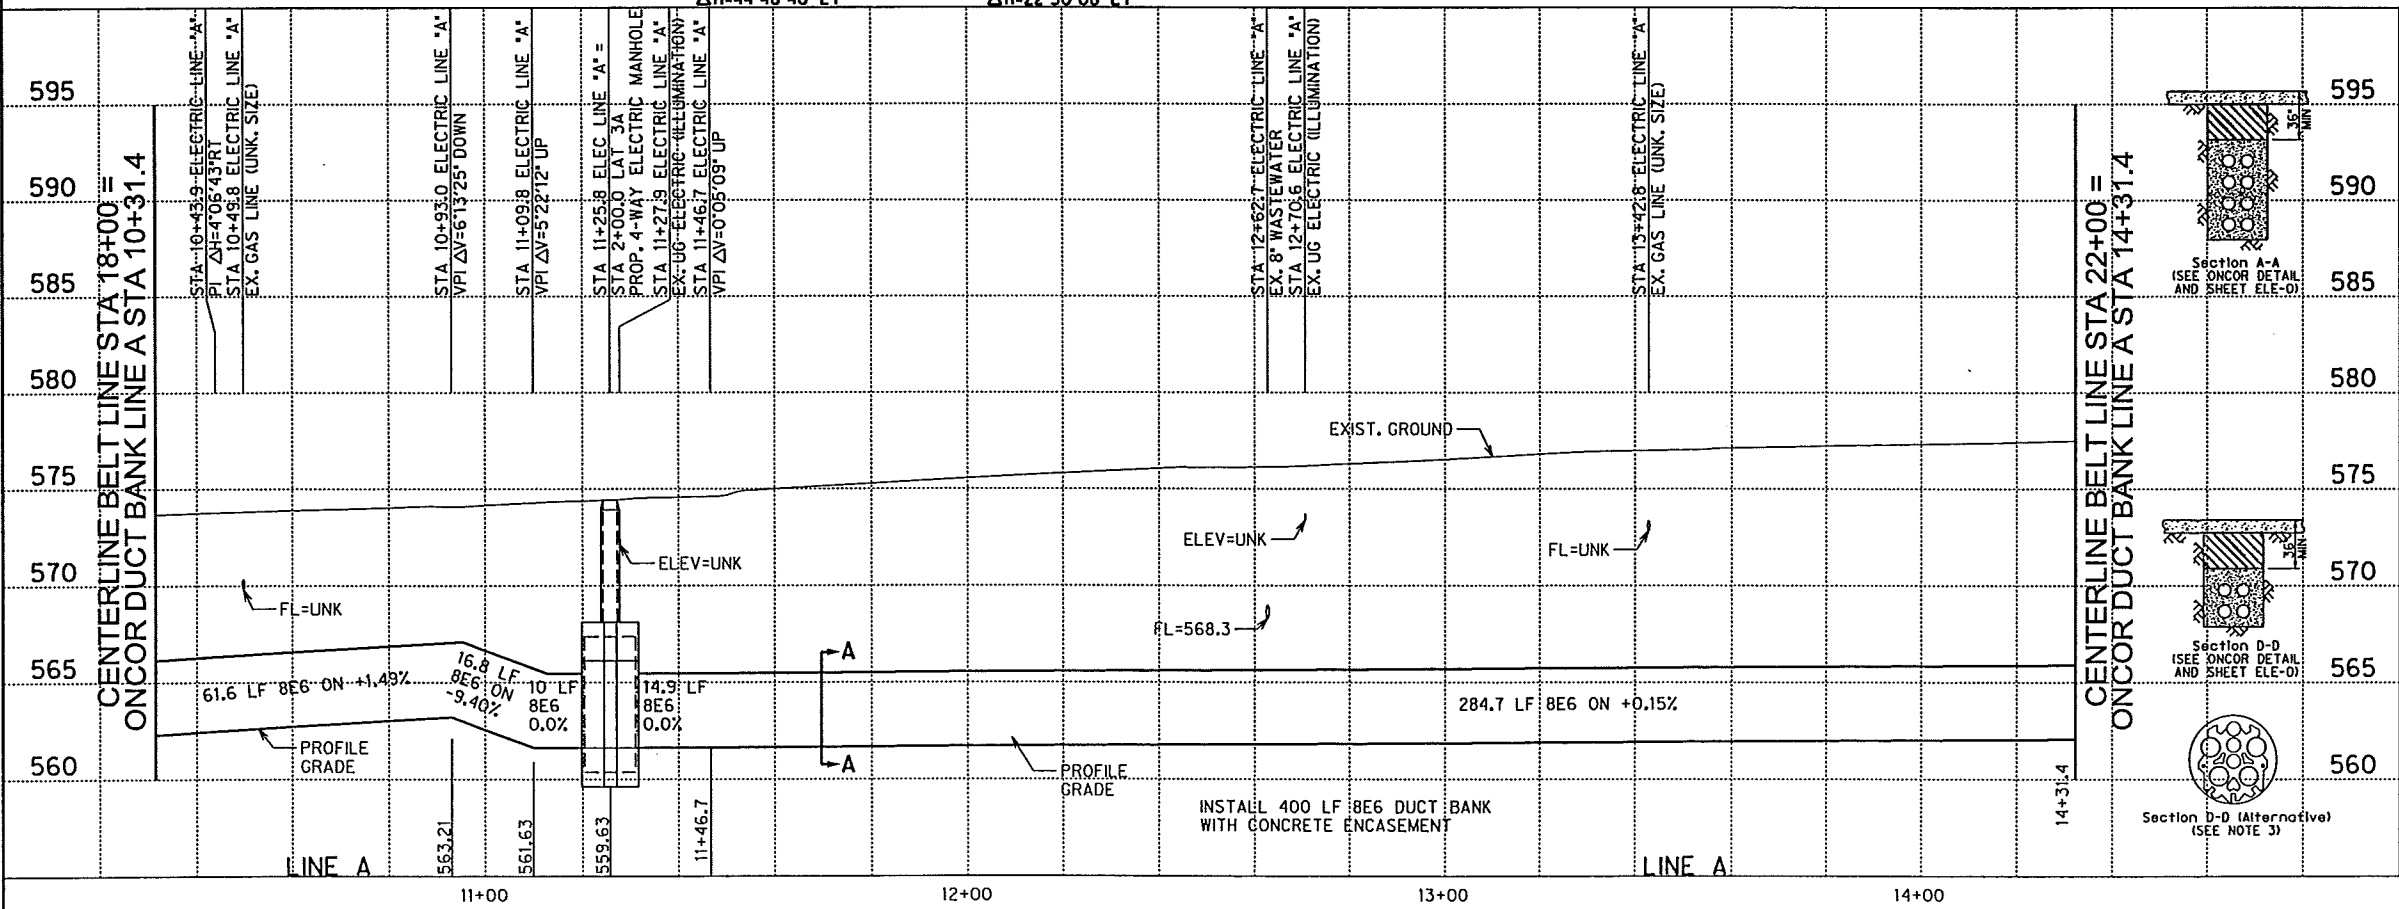 595
590
585
580
575
570
565
560
CENTERLINE BELT LINE STA 18+00 =
ONCOR DUCT BANK LINE A STA 10+31.4
STA 10+43.9 ELECTRIC LINE "A"
PI △H=4°06'43"RT
STA 10+49.8 ELECTRIC LINE "A"
EX. GAS LINE (UNK. SIZE)
STA 10+93.0 ELECTRIC LINE "A"
VPI △V=6°13'25" DOWN
STA 11+09.8 ELECTRIC LINE "A"
VPI △V=5°22'12" UP
STA 11+25.8 ELEC LINE "A" =
STA 2+00.0 LAT 3A
PROP. 4-WAY ELECTRIC MANHOLE
STA 11+27.9 ELECTRIC LINE "A"
EX. UG ELECTRIC (ILLUMINATION)
STA 11+46.7 ELECTRIC LINE "A"
VPI △V=0°05'09" UP
STA 12+62.7 ELECTRIC LINE "A"
EX. 8" WASTEWATER
STA 12+70.6 ELECTRIC LINE "A"
EX. UG ELECTRIC (ILLUMINATION)
STA 13+42.8 ELECTRIC LINE "A"
EX. GAS LINE (UNK. SIZE)
EXIST. GROUND
ELEV=UNK
ELEV=UNK
FL=UNK
FL=UNK
FL=568.3
61.6 LF 8E6 ON +1.49%
16.8 LF
8E6 ON
-9.40%
10 LF
8E6
0.0%
14.9 LF
8E6
0.0%
A
A
284.7 LF 8E6 ON +0.15%
PROFILE
GRADE
PROFILE
GRADE
INSTALL 400 LF 8E6 DUCT BANK
WITH CONCRETE ENCASEMENT
563.21
561.63
559.63
11+46.7
14+31.4
LINE A
LINE A
11+00
12+00
13+00
14+00
CENTERLINE BELT LINE STA 22+00 =
ONCOR DUCT BANK LINE A STA 14+31.4
36"
MIN
Section A-A
(SEE ONCOR DETAIL
AND SHEET ELE-0)
36"
MIN
Section D-D
(SEE ONCOR DETAIL
AND SHEET ELE-0)
Section D-D (Alternative)
(SEE NOTE 3)
595
590
585
580
575
570
565
560